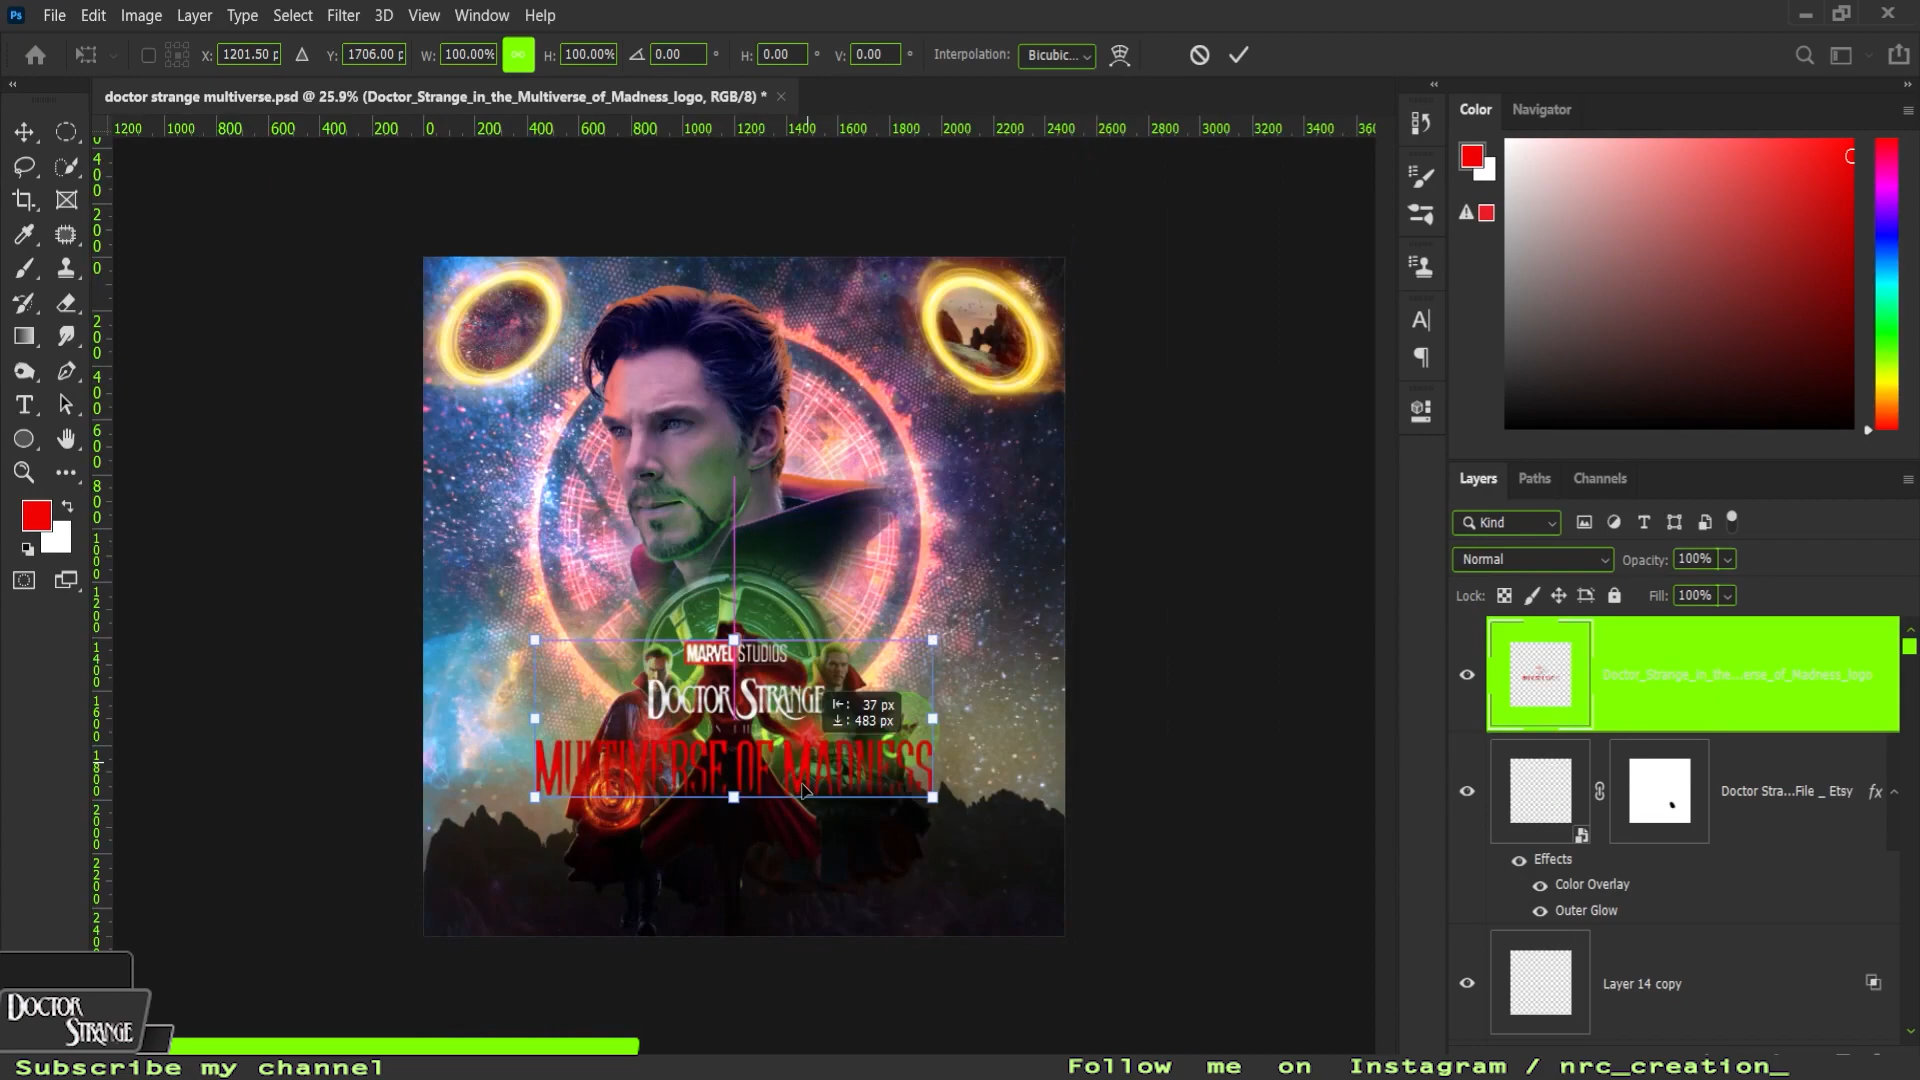 Ps File Edit Image Layer Type Select Filter 3D View Window Help
X: 1201.50 p Y: 1706.00 p W: 100.00% H: 100.00% 0.00 ° H: 0.00 ° V: 0.00 ° Interpolation: Bicubic...
doctor strange multiverse.psd @ 25.9% (Doctor_Strange_in_the_Multiverse_of_Madness_logo, RGB/8) *
1200 1000 800 600 400 200 0 200 400 600 800 1000 1200 1400 1600 1800 2000 2200 2400 2600 2800 3000 3200 3400 360
Color Navigator
Layers Paths Channels
Kind
Normal Opacity: 100%
Lock: Fill: 100%
Doctor_Strange_in_the...erse_of_Madness_logo
Doctor Stra...File _ Etsy fx
Effects
Color Overlay
Outer Glow
Layer 14 copy
MARVEL STUDIOS
DOCTOR STRANGE
IN THE
MULTIVERSE OF MADNESS
37 px
483 px
DOCTOR
STRANGE
Subscribe my channel
Follow me on Instagram / nrc_creation_